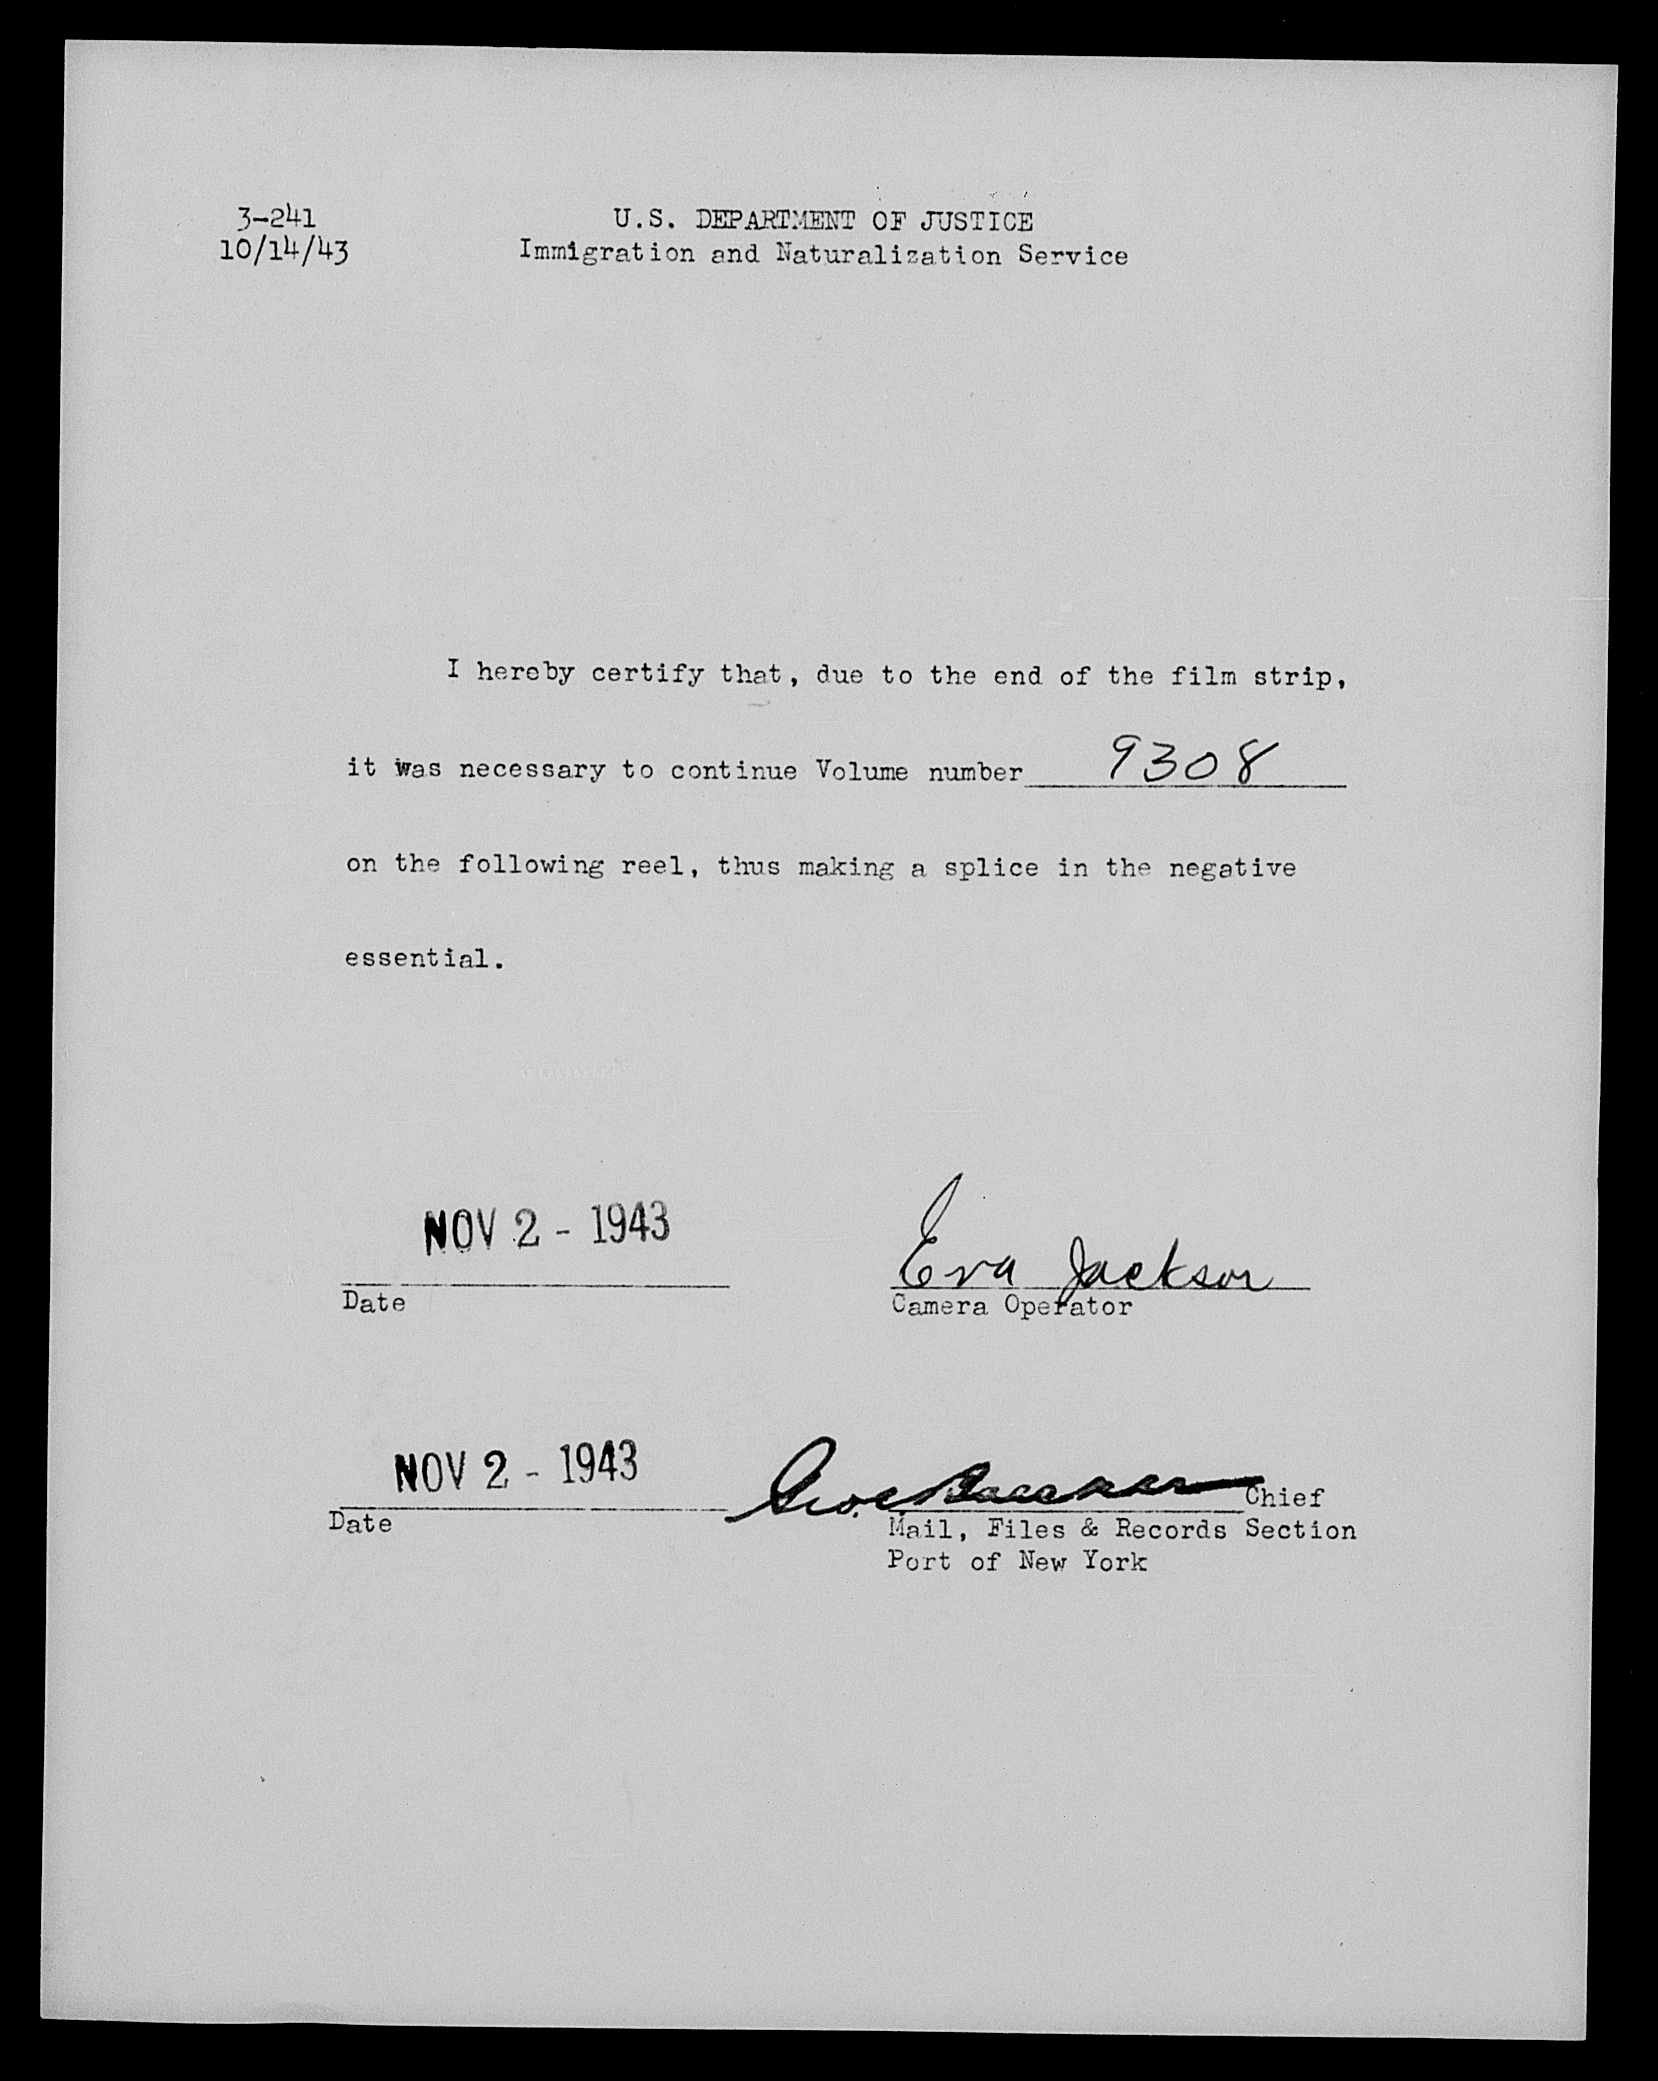 3-241
10/14/43
U.S. DEPARTMENT OF JUSTICE
Immigration and Naturalization Service
I hereby certify that, due to the end of the film strip,
it was necessary to continue Volume number 9308
on the following reel, thus making a splice in the negative
essential.
NOV 2 - 1943
Date
Eva Jackson
Camera Operator
NOV 2 - 1943
Date
Geo. Chief
Mail, Files & Records Section
Port of New York